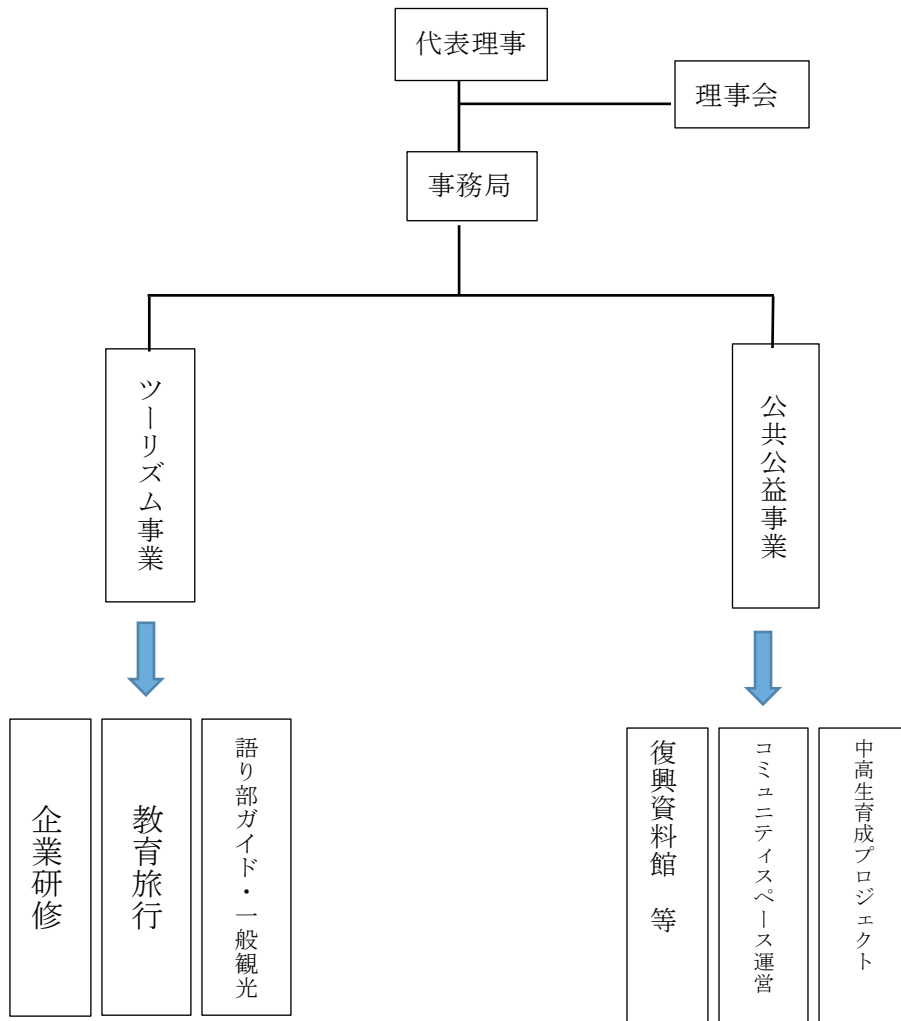 代表理事
理事会
事務局
ツーリズム事業
公共公益事業
企業研修
教育旅行
語り部ガイド・一般観光
復興資料館　等
コミュニティスペース運営
中高生育成プロジェクト